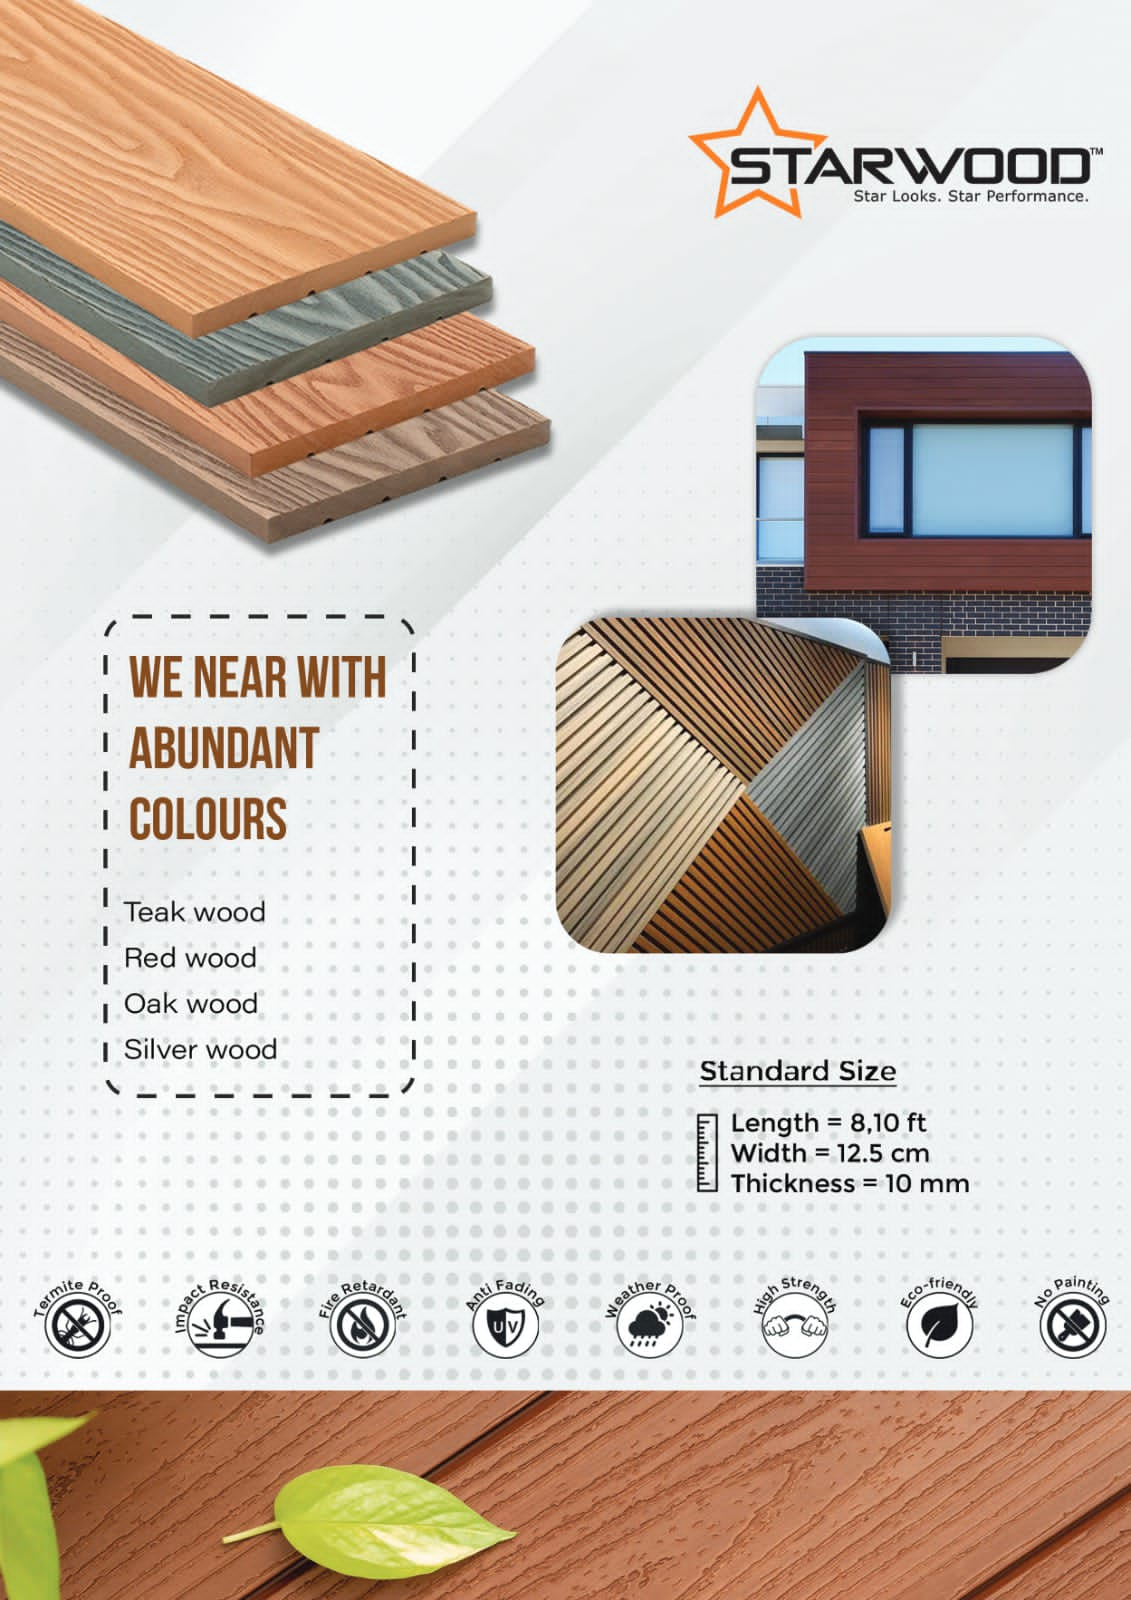 STARWOOD™
Star Looks. Star Performance.
WE NEAR WITH
ABUNDANT
COLOURS
Teak wood
Red wood
Oak wood
Silver wood
Standard Size
Length = 8,10 ft
Width = 12.5 cm
Thickness = 10 mm
Termite Proof
Impact Resistance
Fire Retardant
Anti Fading
UV
Weather Proof
High Strength
Eco-friendly
No Painting